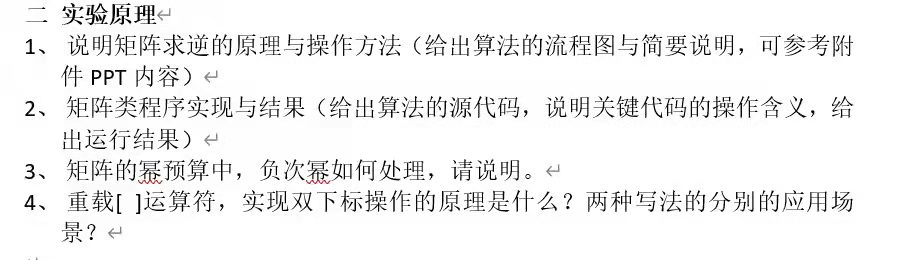 二 实验原理
1、 说明矩阵求逆的原理与操作方法（给出算法的流程图与简要说明，可参考附
件 PPT 内容）
2、 矩阵类程序实现与结果（给出算法的源代码，说明关键代码的操作含义，给
出运行结果）
3、 矩阵的幂预算中，负次幂如何处理，请说明。
4、 重载[ ]运算符，实现双下标操作的原理是什么？两种写法的分别的应用场
景？